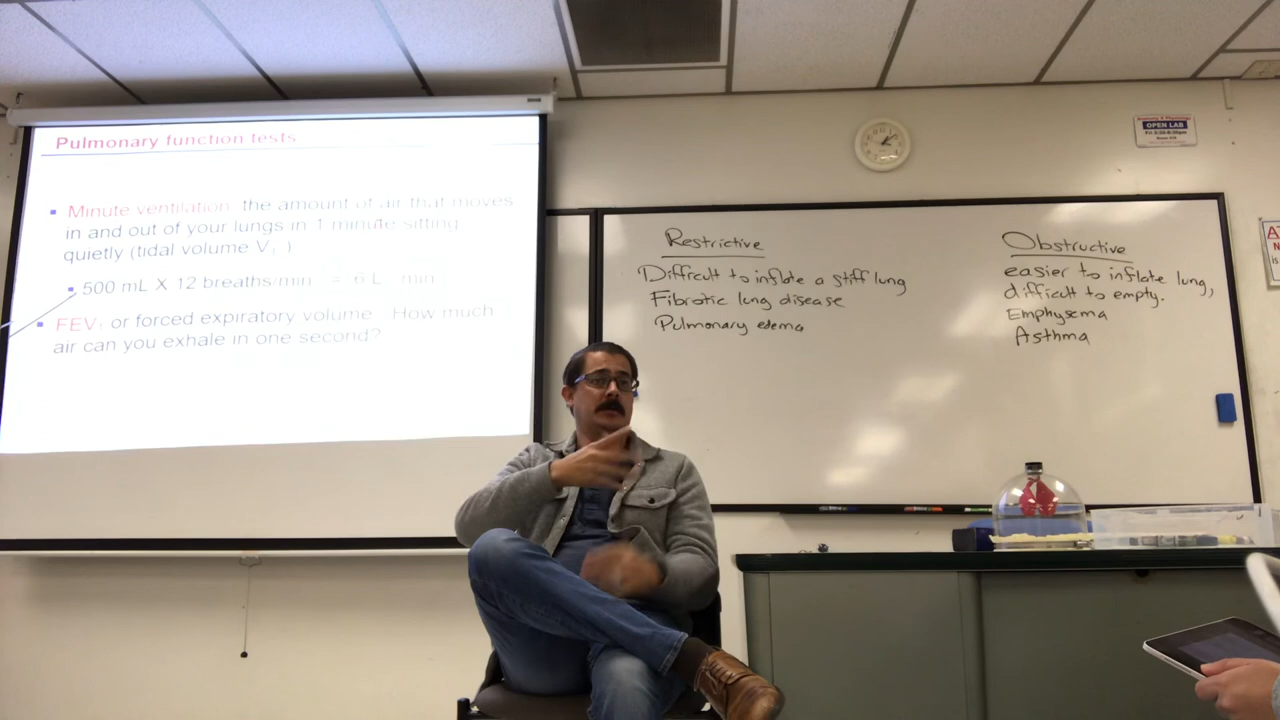 Pulmonary function tests
Minute ventilation the amount of air that moves
in and out of your lungs in 1 minute sitting
quietly (tidal volume V
500 mL X 12 breaths/min = 6 L min
FEV₁ or forced expiratory volume How much
air can you exhale in one second?
Restrictive
Difficult to inflate a stiff lung
Fibrotic lung disease
Pulmonary edema
Obstructive
easier to inflate lung,
difficult to empty.
Emphysema
Asthma
OPEN LAB